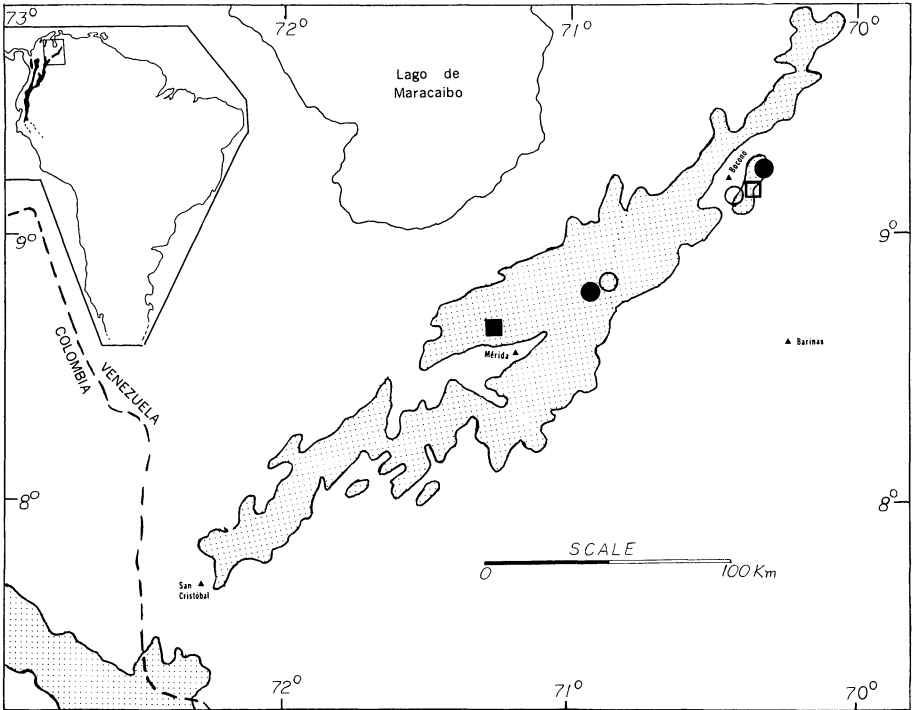 73°
72°
71°
70°
Lago de
Maracaibo
Boconó
9°
9°
COLOMBIA
VENEZUELA
Mérida
Barinas
8°
8°
SCALE
0
100 Km
San
Cristóbal
72°
71°
70°